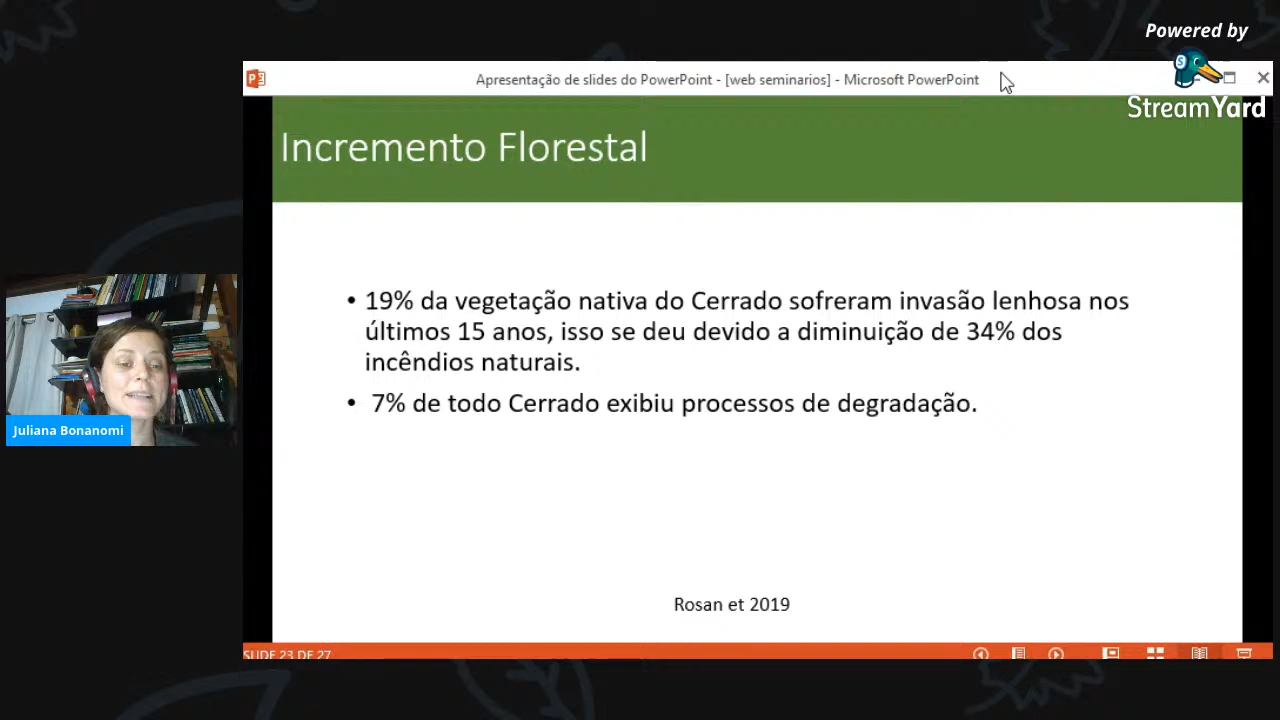 Powered by
StreamYard
Apresentação de slides do PowerPoint - [web seminarios] - Microsoft PowerPoint
Incremento Florestal
• 19% da vegetação nativa do Cerrado sofreram invasão lenhosa nos
últimos 15 anos, isso se deu devido a diminuição de 34% dos
incêndios naturais.
• 7% de todo Cerrado exibiu processos de degradação.
Rosan et 2019
Juliana Bonanomi
SLIDE 23 DE 27